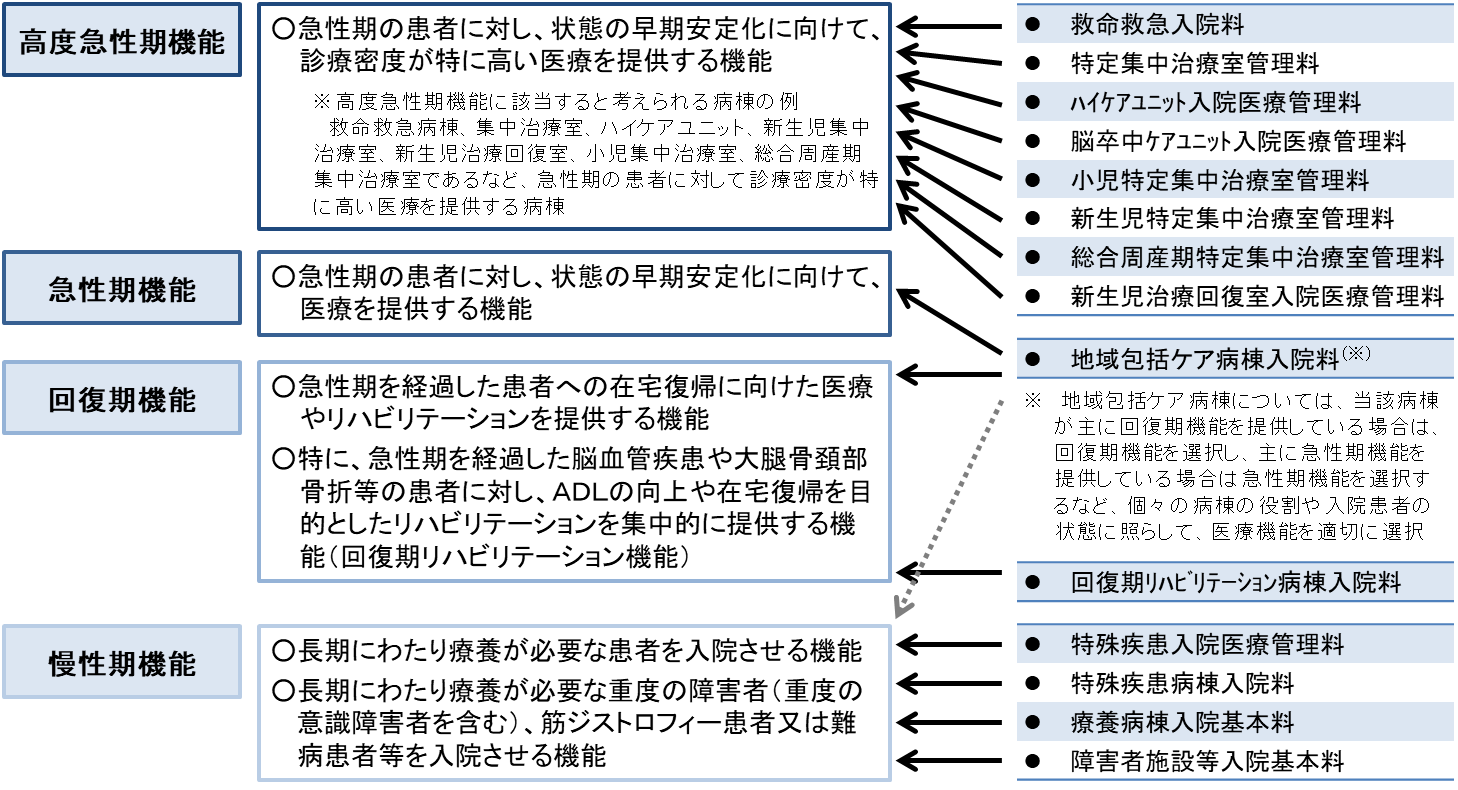 高度急性期機能
○急性期の患者に対し、状態の早期安定化に向けて、
診療密度が特に高い医療を提供する機能
※高度急性期機能に該当すると考えられる病棟の例
救命救急病棟、集中治療室、ハイケアユニット、新生児集中
治療室、新生児治療回復室、小児集中治療室、総合周産期
集中治療室であるなど、急性期の患者に対して診療密度が特
に高い医療を提供する病棟
急性期機能
○急性期の患者に対し、状態の早期安定化に向けて、
医療を提供する機能
回復期機能
○急性期を経過した患者への在宅復帰に向けた医療
やリハビリテーションを提供する機能
○特に、急性期を経過した脳血管疾患や大腿骨頚部
骨折等の患者に対し、ADLの向上や在宅復帰を目
的としたリハビリテーションを集中的に提供する機
能(回復期リハビリテーション機能)
慢性期機能
○長期にわたり療養が必要な患者を入院させる機能
○長期にわたり療養が必要な重度の障害者(重度の
意識障害者を含む)、筋ジストロフィー患者又は難
病患者等を入院させる機能
● 救命救急入院料
● 特定集中治療室管理料
● ﾊｲｹｱﾕﾆｯﾄ入院医療管理料
● 脳卒中ｹｱﾕﾆｯﾄ入院医療管理料
● 小児特定集中治療室管理料
● 新生児特定集中治療室管理料
● 総合周産期特定集中治療室管理料
● 新生児治療回復室入院医療管理料
● 地域包括ケア病棟入院料(※)
※ 地域包括ケア病棟については、当該病棟
が主に回復期機能を提供している場合は、
回復期機能を選択し、主に急性期機能を
提供している場合は急性期機能を選択す
るなど、個々の病棟の役割や入院患者の
状態に照らして、医療機能を適切に選択
● 回復期ﾘﾊﾋﾞﾘﾃｰｼｮﾝ病棟入院料
● 特殊疾患入院医療管理料
● 特殊疾患病棟入院料
● 療養病棟入院基本料
● 障害者施設等入院基本料